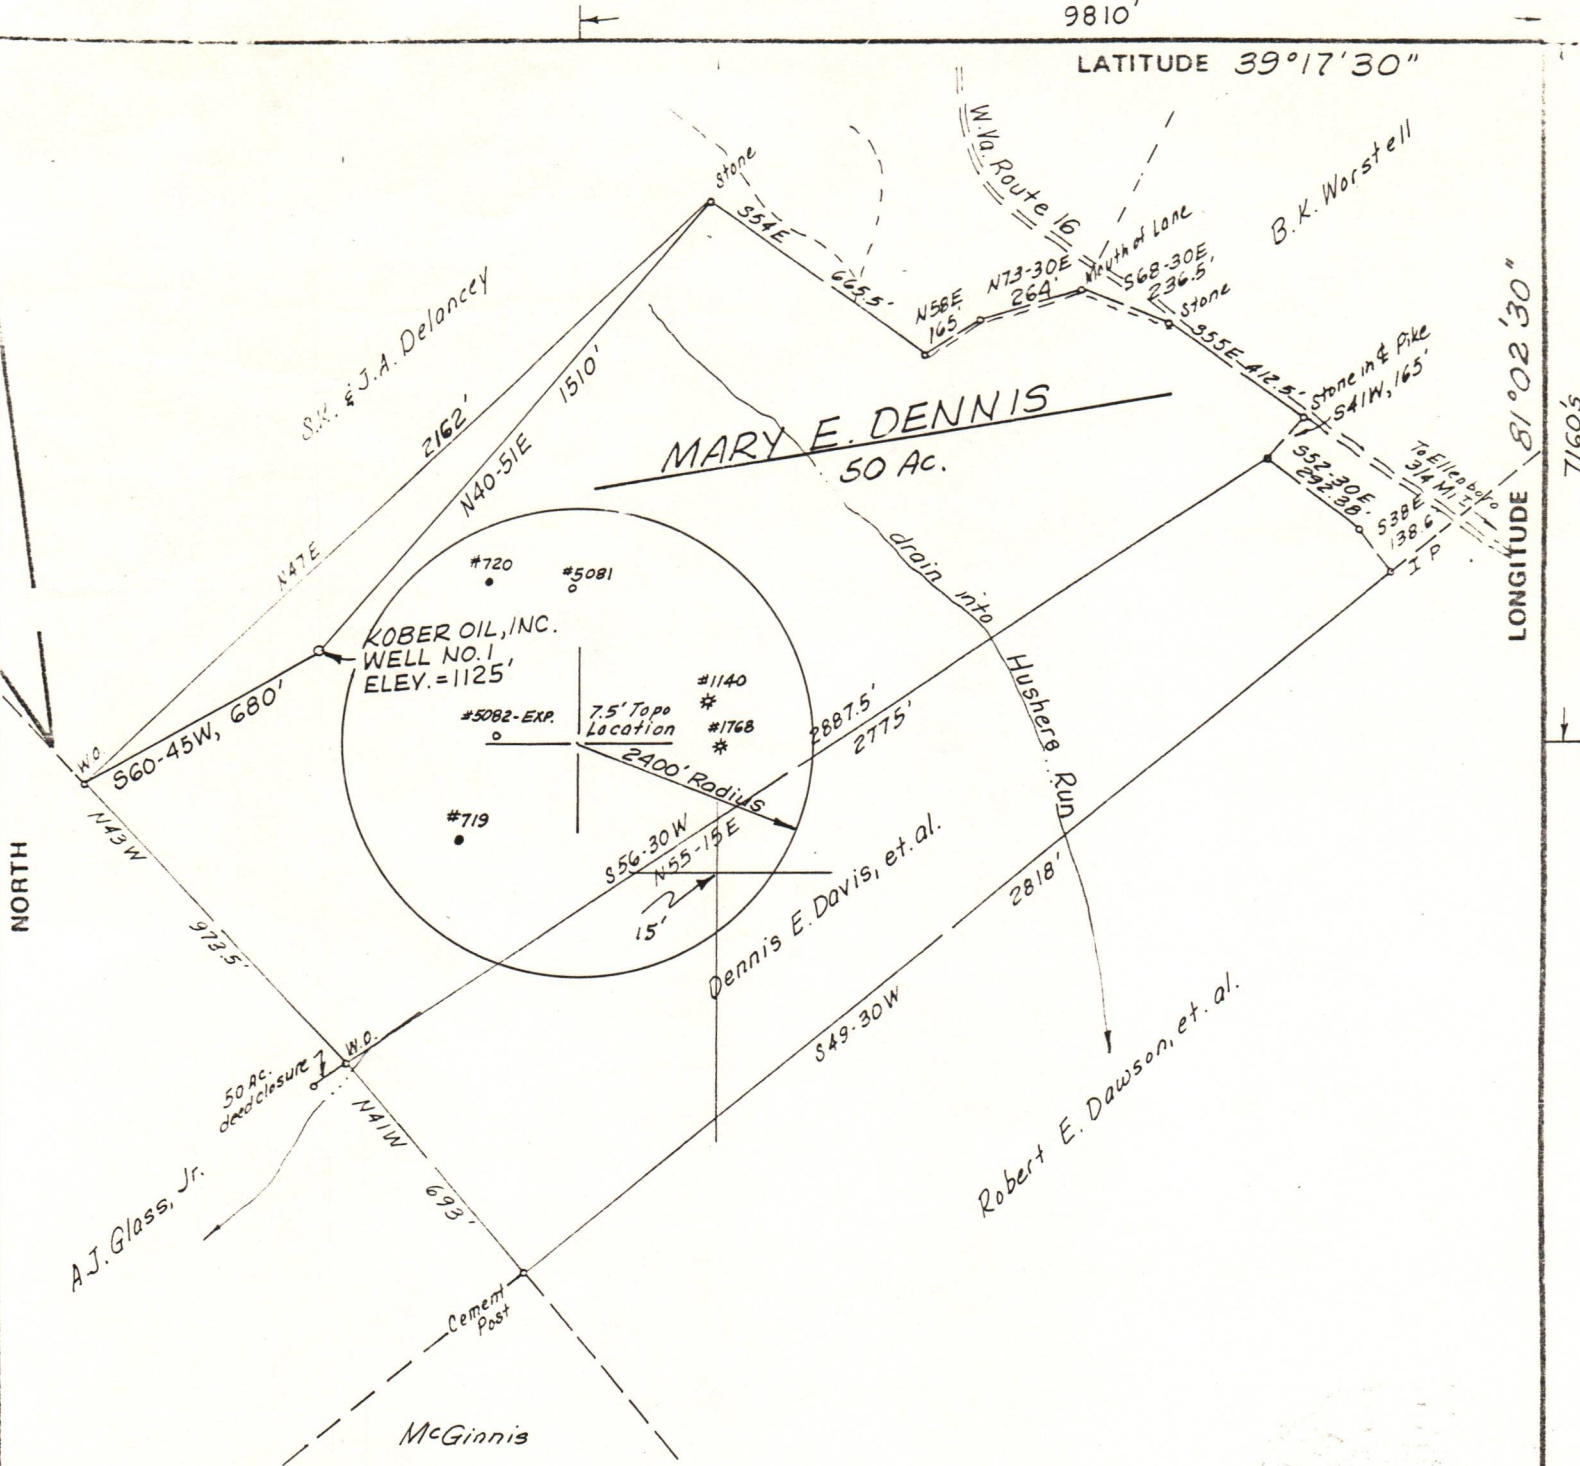 9810'
LATITUDE 39°17'30"
W.Va. Route 16
B.K. Worstell
Stone
S54E
665.5'
N58E
165'
N73-30E
264'
Mouth of Lane
S68-30E
236.5'
Stone
S55E-412.5'
Stone in ℄ Pike
S41W, 165'
LONGITUDE 81°02'30"
7160's
To Ellenboro
3/4 MI
S52-30E
292.38'
S38E
138.6'
I P
S.K. & J.A. Delancey
2162'
N47E
1510'
N40-51E
MARY E. DENNIS
50 Ac.
drain into Hushers Run
#720
#5081
KOBER OIL, INC.
WELL NO. 1
ELEV.=1125'
#1140
#5082-EXP.
7.5' Topo
Location
#1768
2400' Radius
#719
2887.5'
2775'
S56-30W
N55-15E
15'
W.O.
S60-45W, 680'
N43W
973.5'
NORTH
Dennis E. Davis, et. al.
2818'
S49-30W
Robert E. Dawson, et. al.
W.O.
50 Ac.
deed closure
N41W
693'
A.J. Glass, Jr.
Cement
Post
McGinnis